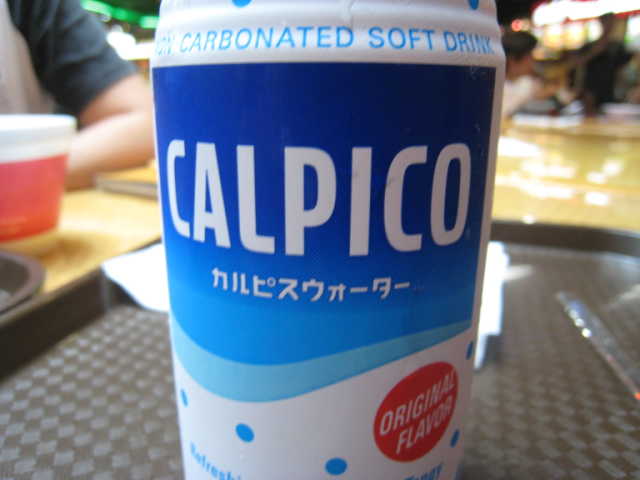 CARBONATED SOFT DRINK
CALPICO
カルピスウォーター
ORIGINAL
FLAVOR